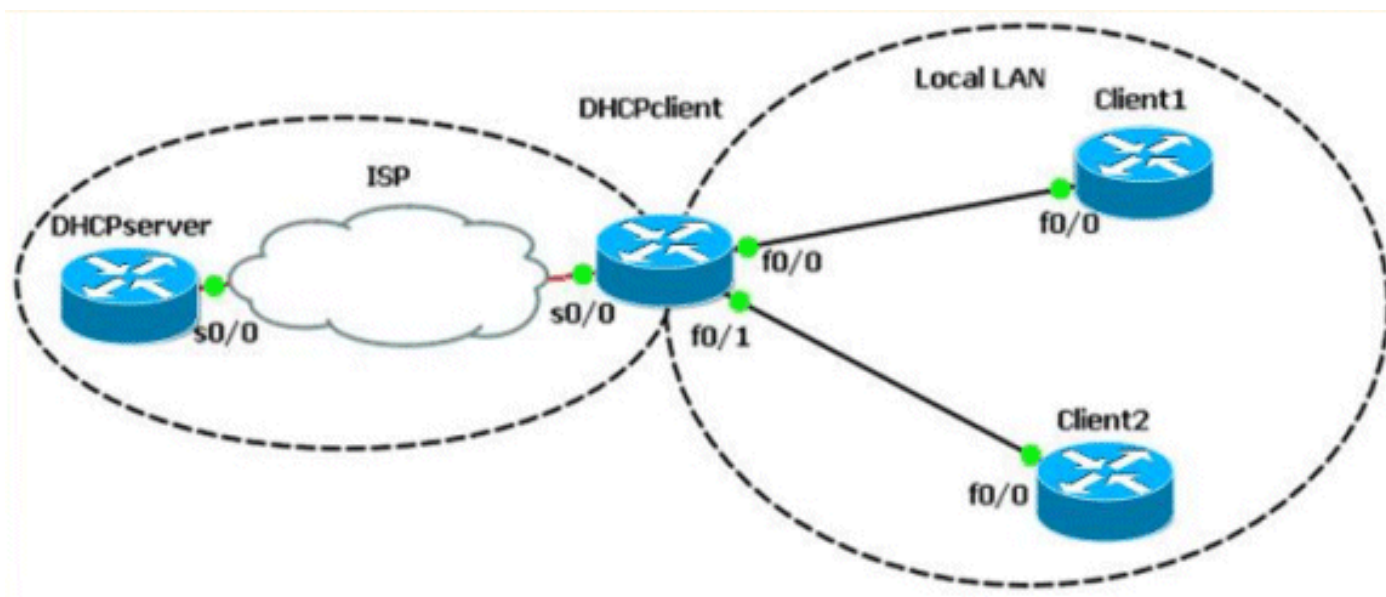 Local LAN
Client1
DHCPclient
ISP
DHCPserver
f0/0
f0/0
s0/0
s0/0
f0/1
Client2
f0/0